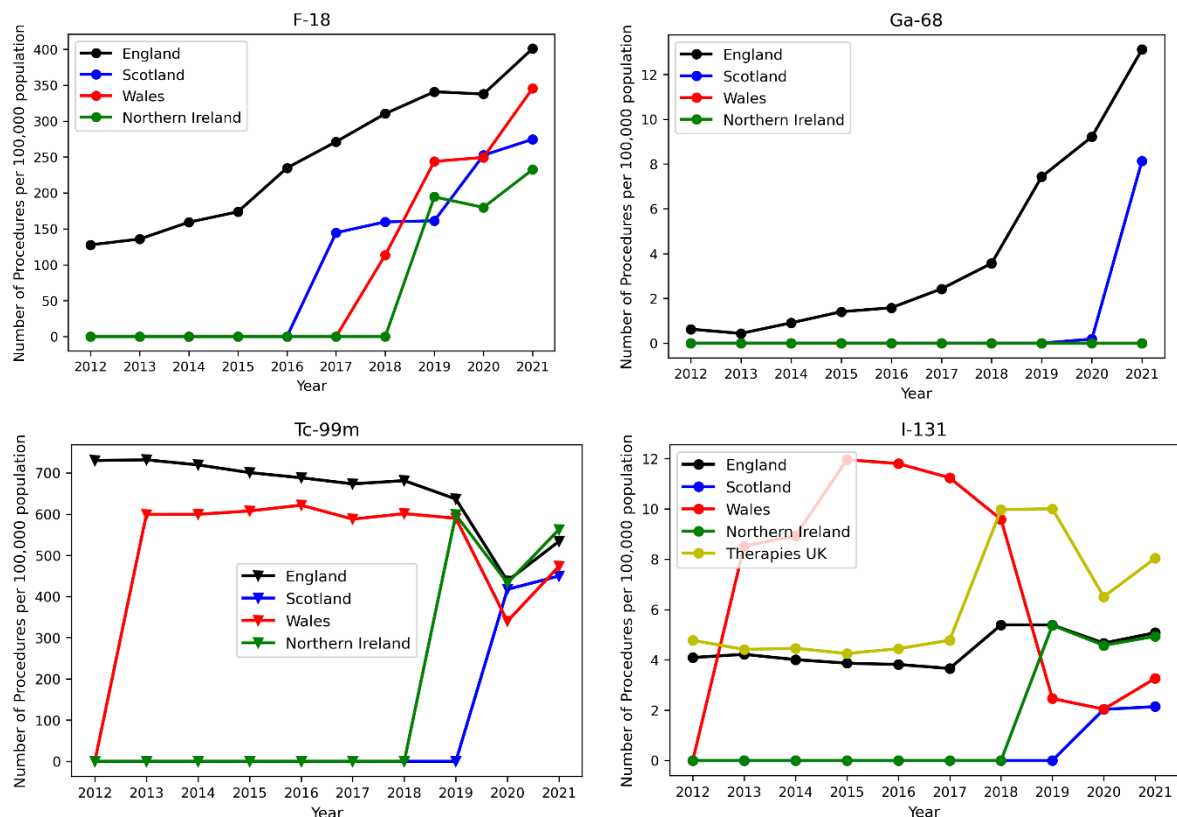 F-18
Number of Procedures per 100,000 population
400
350
300
250
200
150
100
50
0
England
Scotland
Wales
Northern Ireland
2012 2013 2014 2015 2016 2017 2018 2019 2020 2021
Year
Ga-68
Number of Procedures per 100,000 population
12
10
8
6
4
2
0
England
Scotland
Wales
Northern Ireland
2012 2013 2014 2015 2016 2017 2018 2019 2020 2021
Year
Tc-99m
Number of Procedures per 100,000 population
700
600
500
400
300
200
100
0
England
Scotland
Wales
Northern Ireland
2012 2013 2014 2015 2016 2017 2018 2019 2020 2021
Year
I-131
Number of Procedures per 100,000 population
12
10
8
6
4
2
0
England
Scotland
Wales
Northern Ireland
Therapies UK
2012 2013 2014 2015 2016 2017 2018 2019 2020 2021
Year